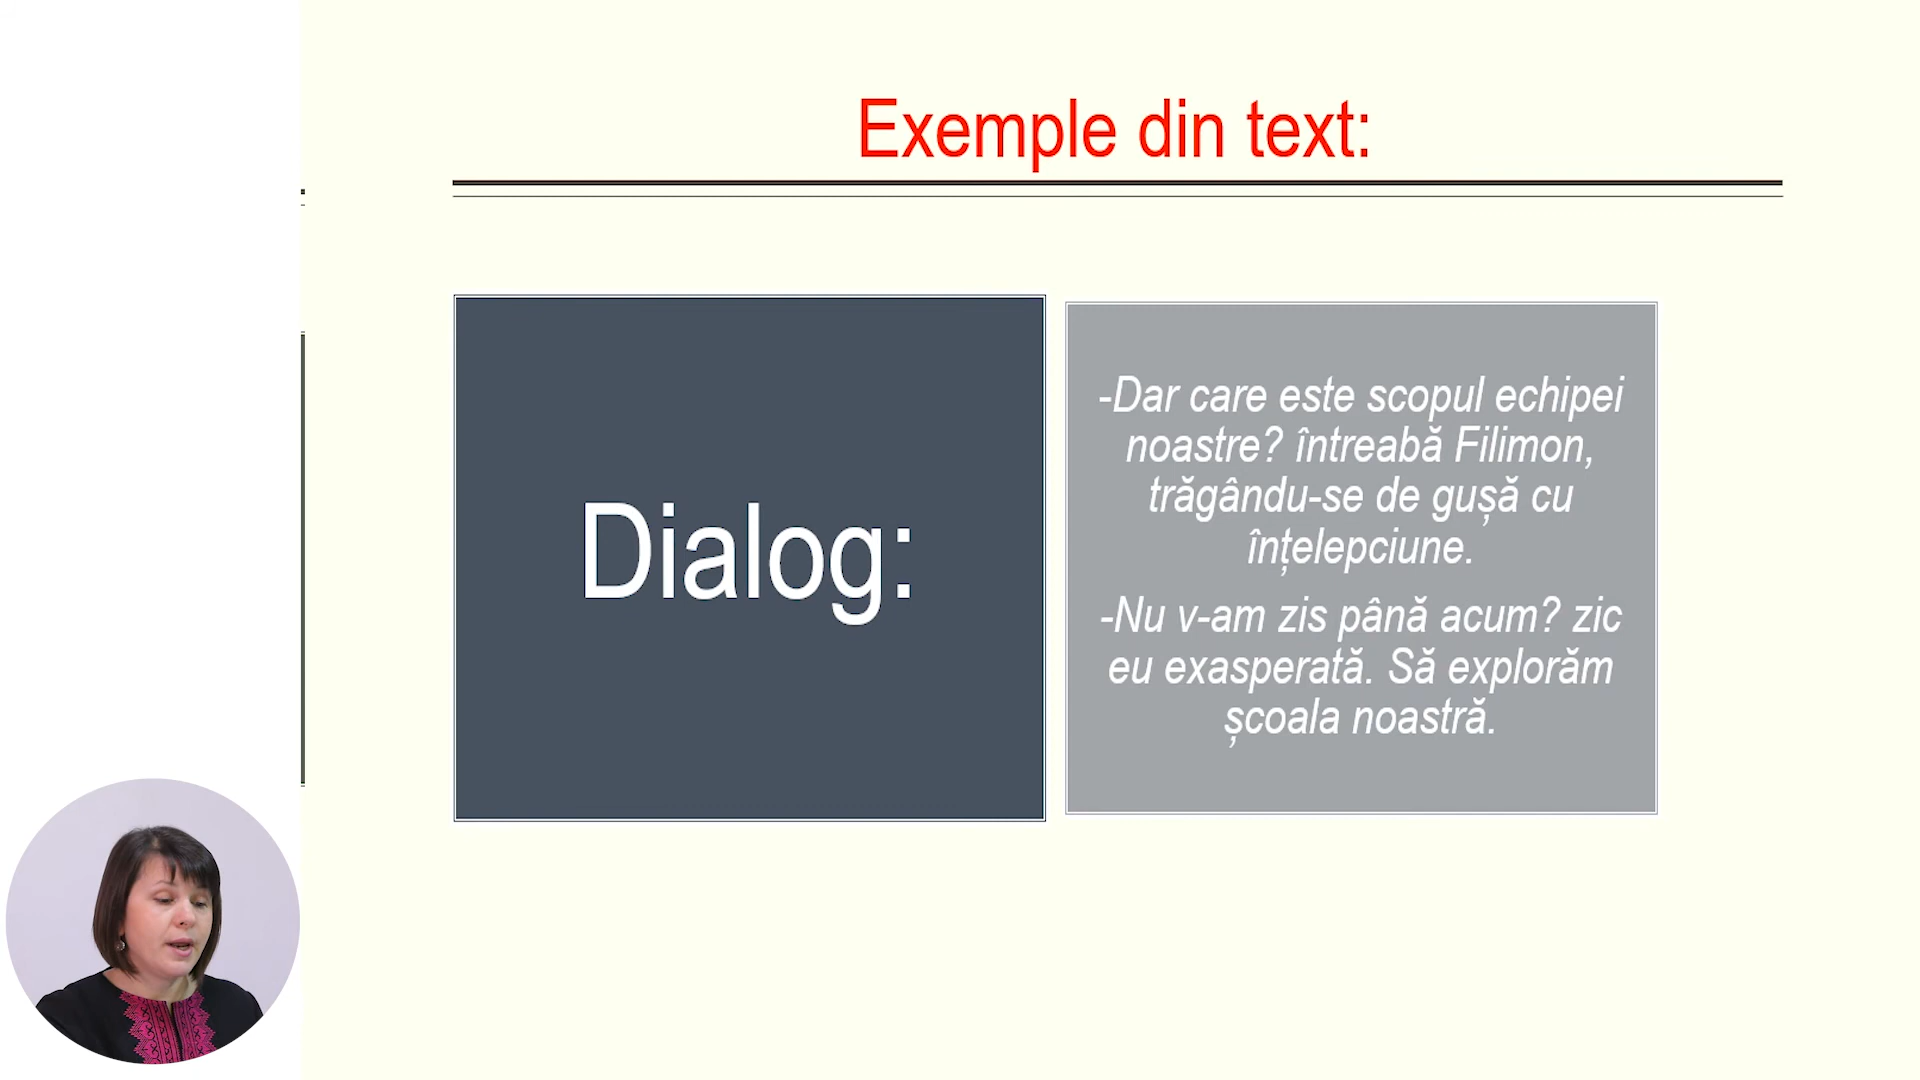 Exemple din text:
Dialog:
-Dar care este scopul echipei
noastre? întreabă Filimon,
trăgându-se de gușă cu
înțelepciune.
-Nu v-am zis până acum? zic
eu exasperată. Să explorăm
școala noastră.